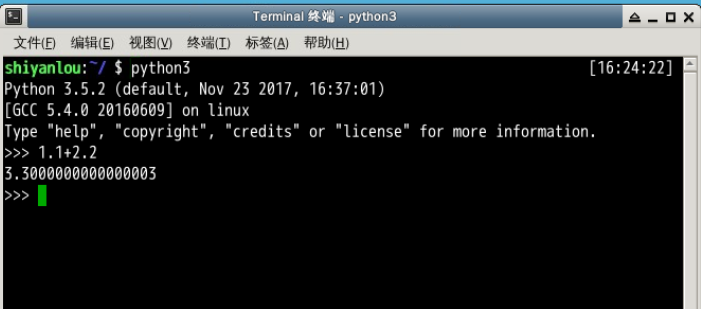 Terminal 终端 - python3
文件(F) 编辑(E) 视图(V) 终端(T) 标签(A) 帮助(H)
shiyanlou:~/ $ python3 [16:24:22]
Python 3.5.2 (default, Nov 23 2017, 16:37:01)
[GCC 5.4.0 20160609] on linux
Type "help", "copyright", "credits" or "license" for more information.
>>> 1.1+2.2
3.3000000000000003
>>>